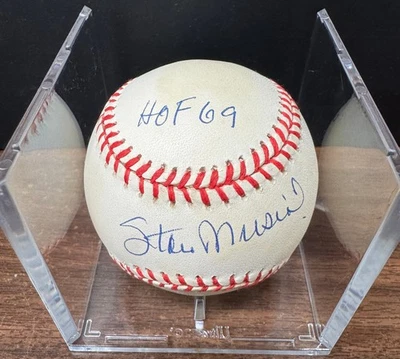 HOF 69
Stan Musial